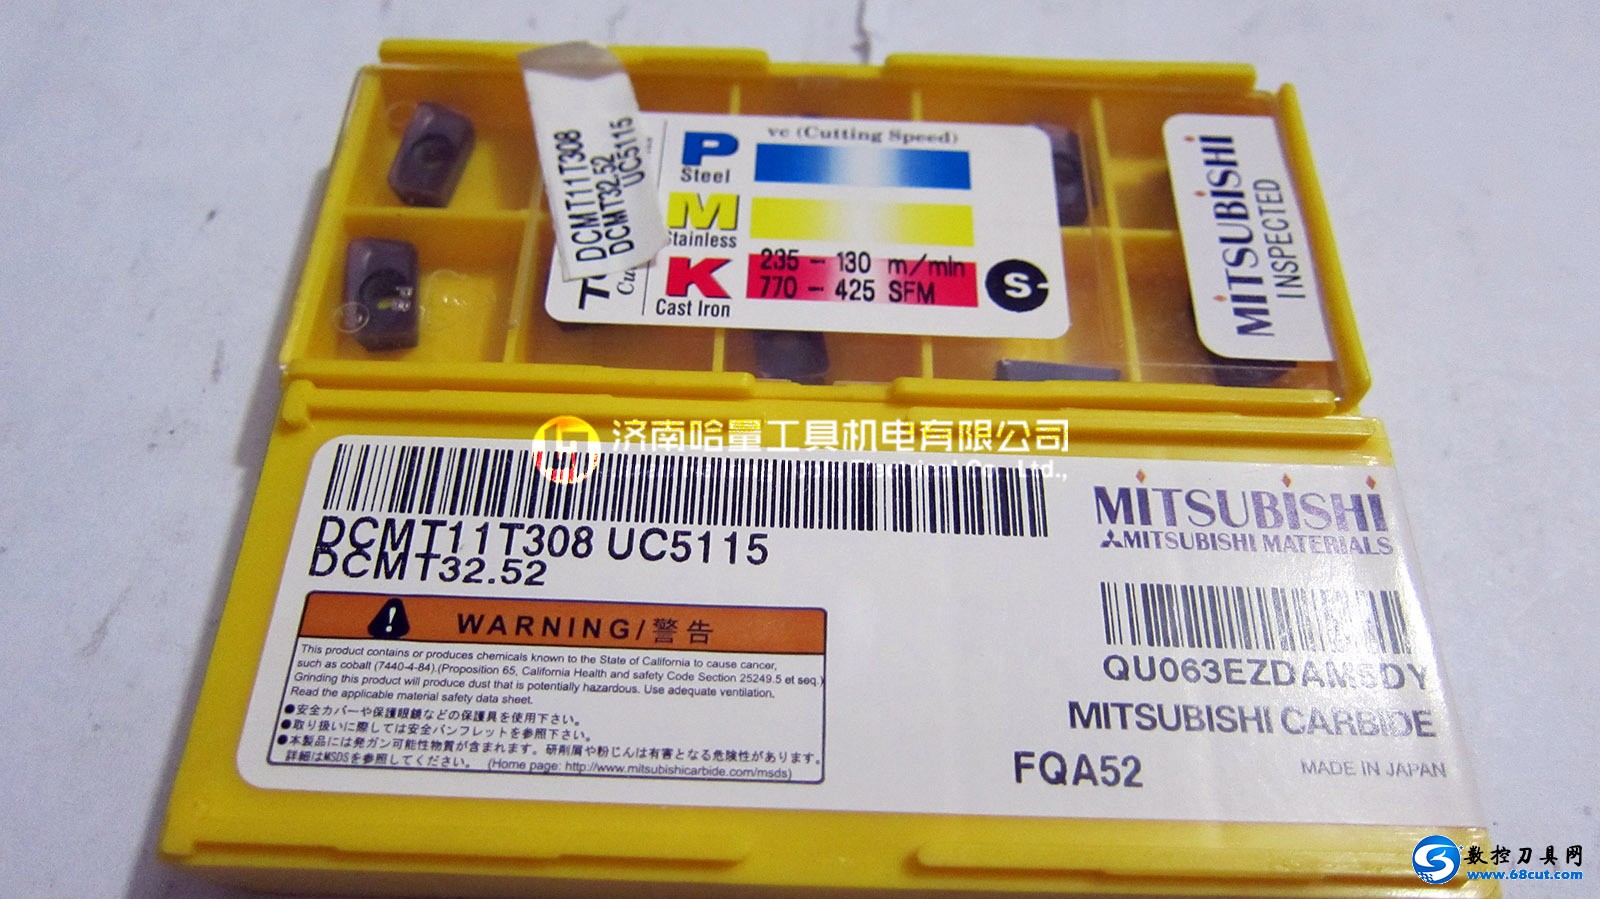 DCMT11T308
DCMT32.52
UC5115
vc (Cutting Speed)
P
Steel
M
Stainless
K
Cast Iron
235 - 130 m/min
770 - 425 SFM
S
MITSUBISHI
INSPECTED
济南哈量工具机电有限公司
Electrical Co., Ltd.,
DCMT11T308 UC5115
DCMT32.52
MITSUBISHI
MITSUBISHI MATERIALS
WARNING/警告
This product contains or produces chemicals known to the State of California to cause cancer,
such as cobalt (7440-4-84).(Proposition 65, California Health and safety Code Section 25249.5 et seq.)
Grinding this product will produce dust that is potentially hazardous. Use adequate ventilation.
Read the applicable material safety data sheet.
●安全カバーや保護眼鏡などの保護具を使用下さい。
●取り扱いに際しては安全パンフレットを参照下さい。
●本製品には発ガン可能性物質が含まれます。研削屑や粉じんは有害となる危険性があります。
詳細はMSDSを参照してください。 (Home page: http://www.mitsubishicarbide.com/msds)
QU063EZDAM5DY
MITSUBISHI CARBIDE
FQA52
MADE IN JAPAN
数控刀具网
www.68cut.com